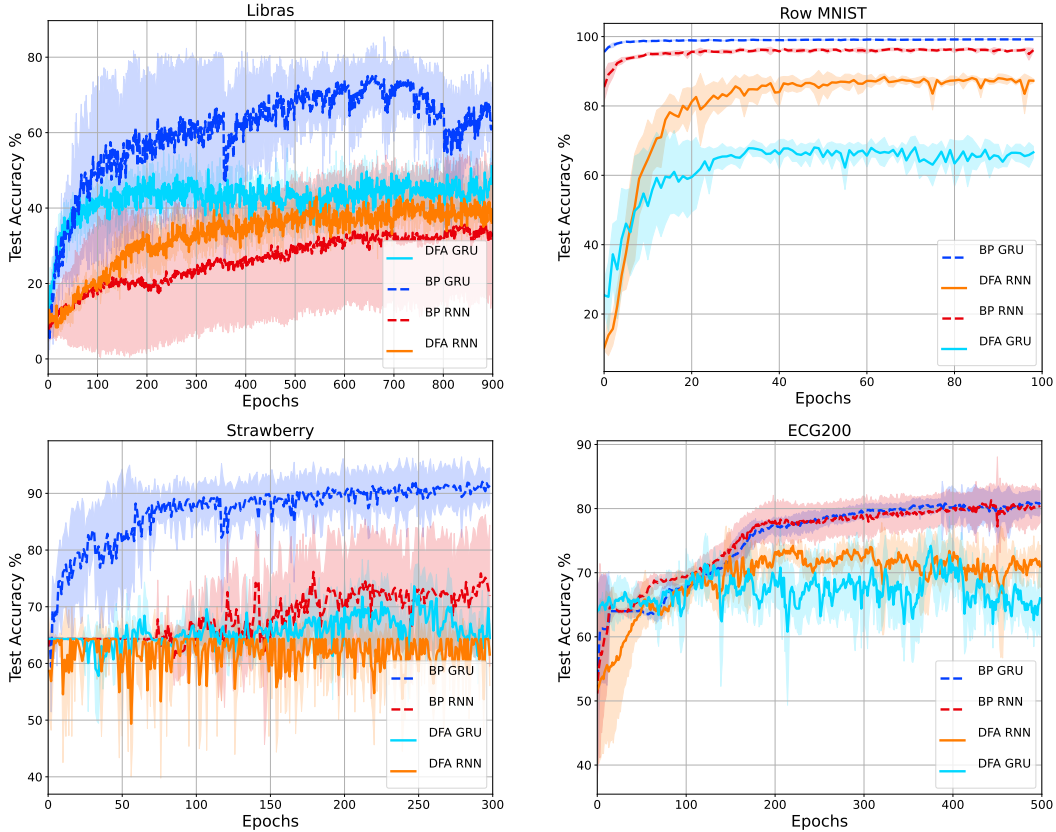 Libras
Test Accuracy %
80
60
40
20
0
DFA GRU
BP GRU
BP RNN
DFA RNN
0 100 200 300 400 500 600 700 800 900
Epochs
Row MNIST
Test Accuracy %
100
80
60
40
20
BP GRU
DFA RNN
BP RNN
DFA GRU
0 20 40 60 80 100
Epochs
Strawberry
Test Accuracy %
90
80
70
60
50
40
BP GRU
BP RNN
DFA GRU
DFA RNN
0 50 100 150 200 250 300
Epochs
ECG200
Test Accuracy %
90
80
70
60
50
40
BP GRU
BP RNN
DFA RNN
DFA GRU
0 100 200 300 400 500
Epochs